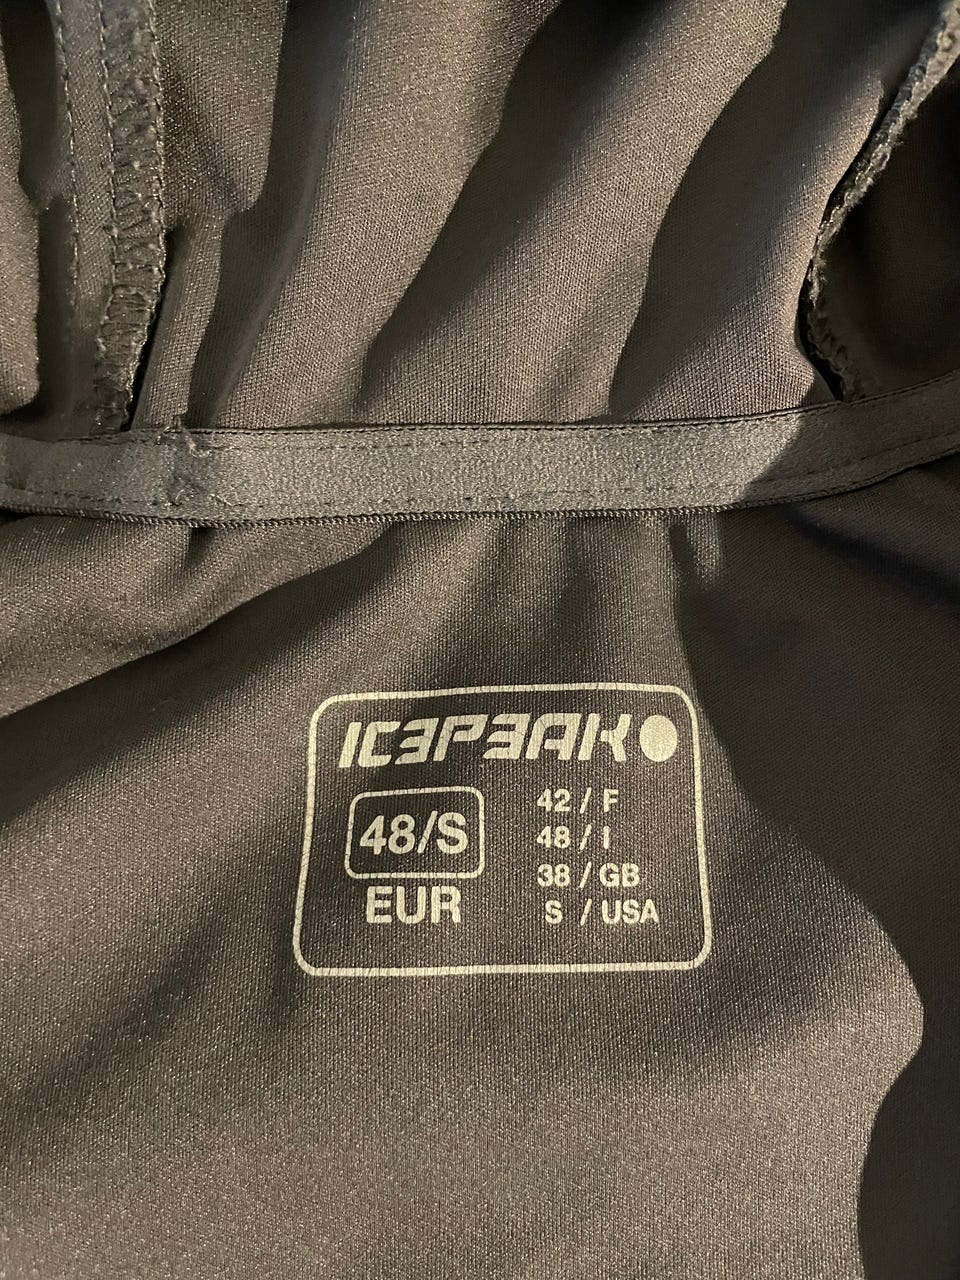 ICEPEAK
48/S
EUR
42 / F
48 / I
38 / GB
S / USA